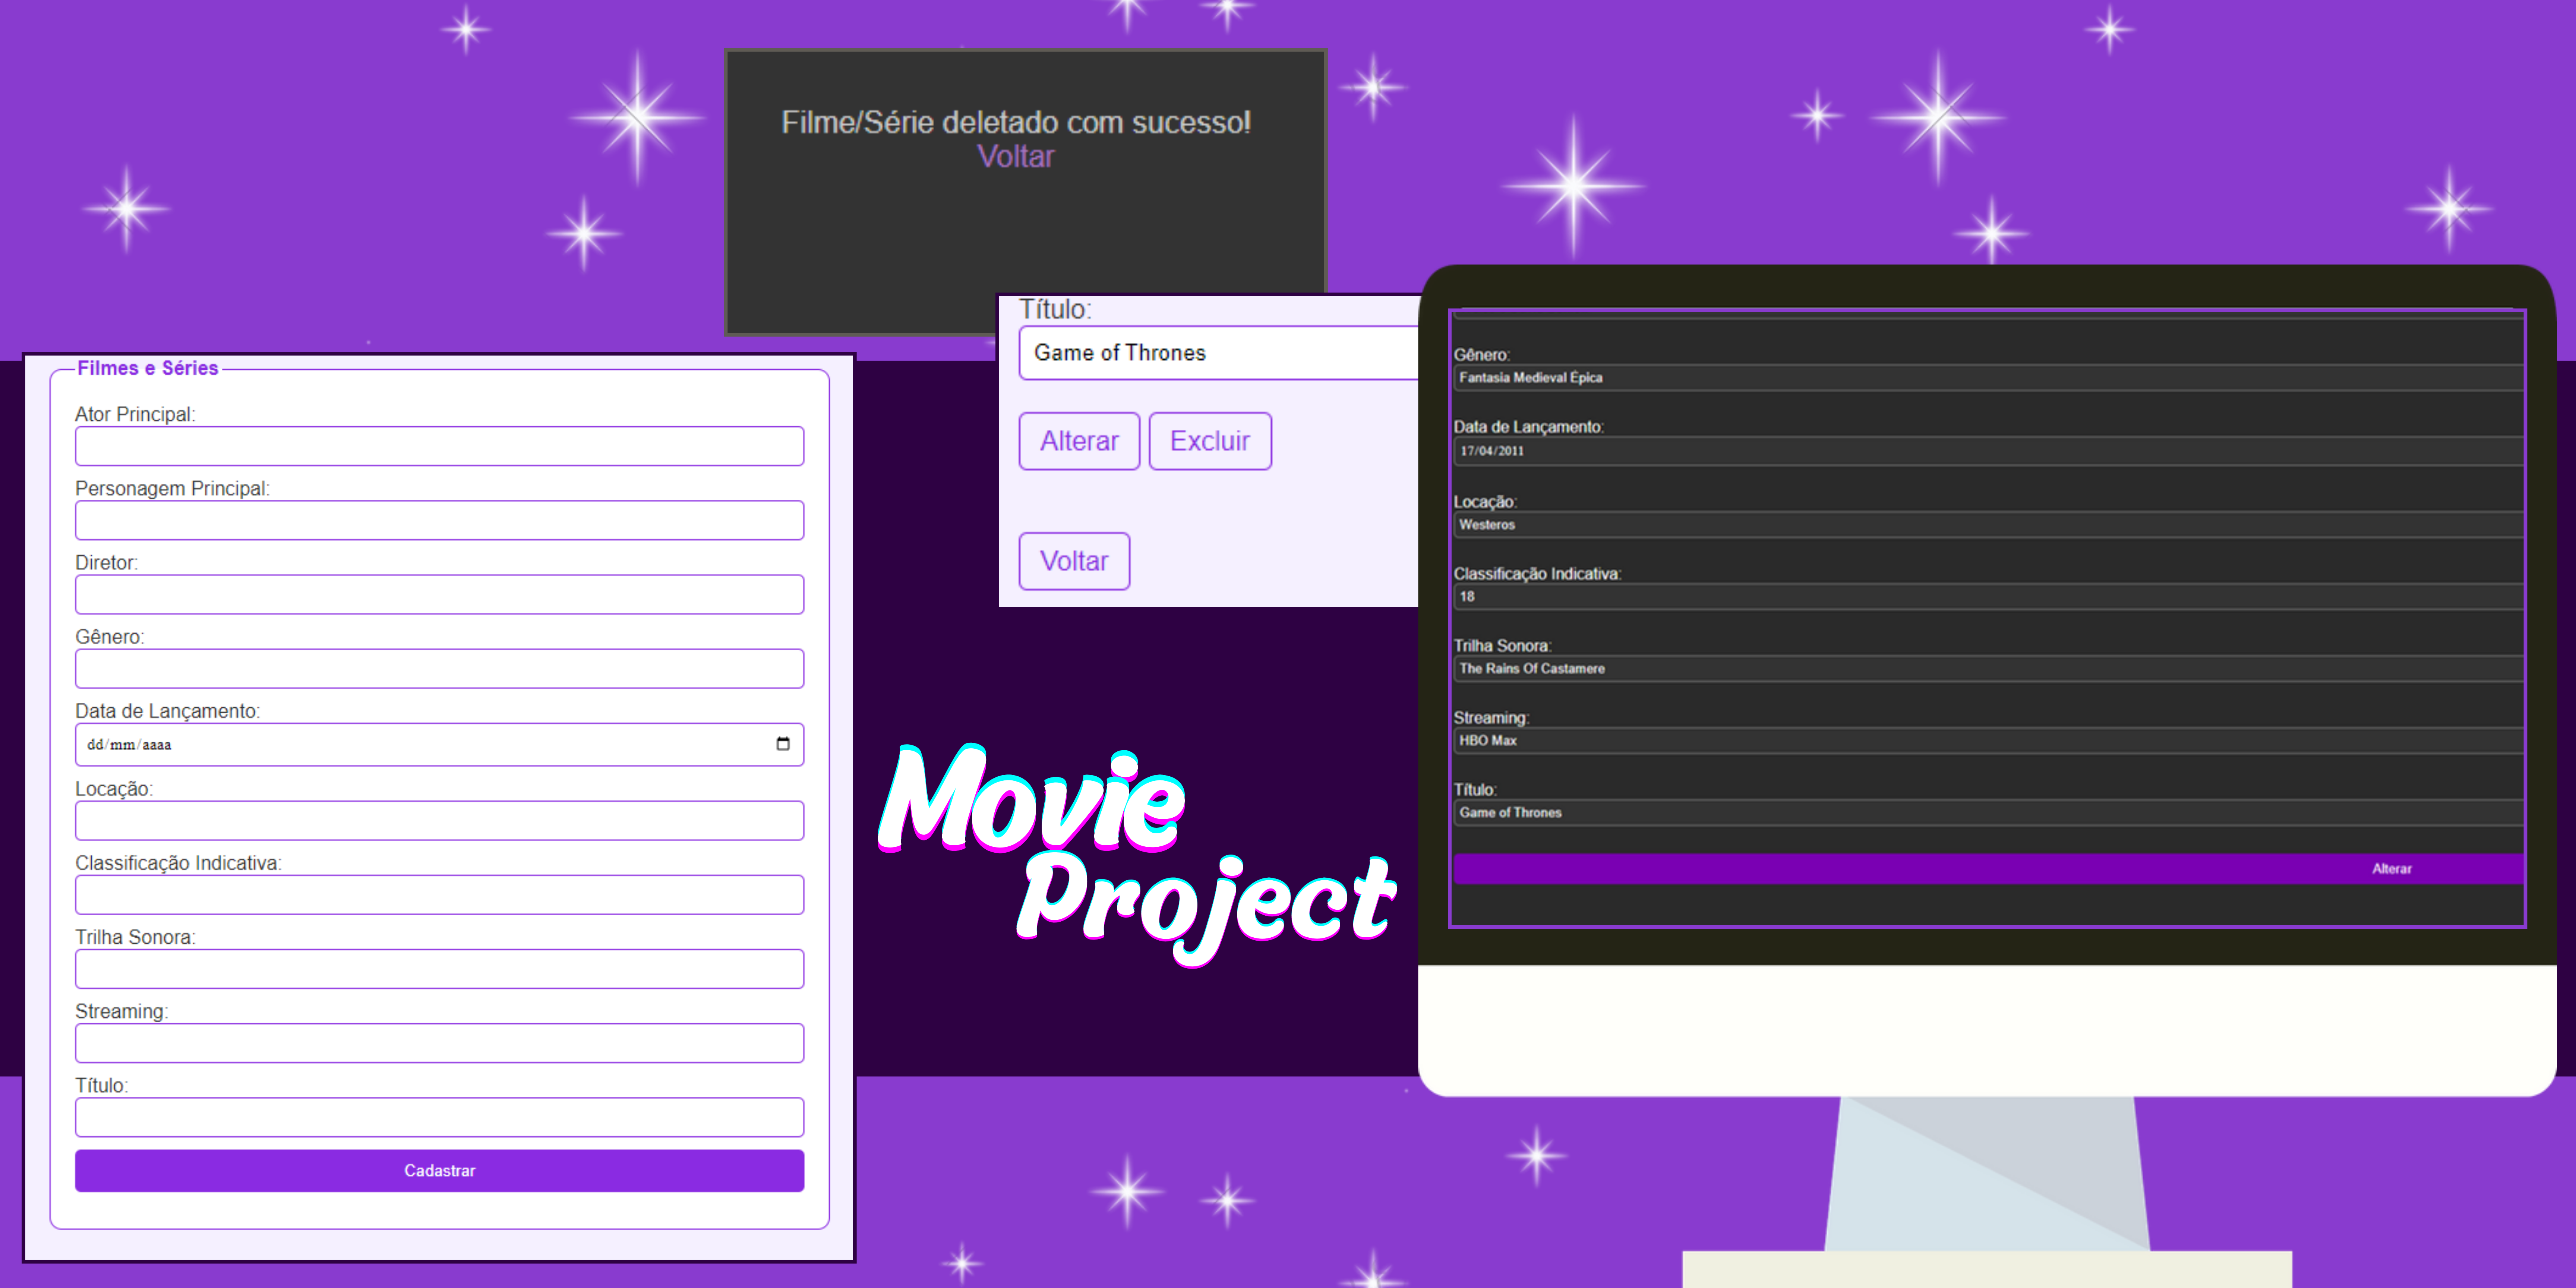 Filme/Série deletado com sucesso!
Voltar
Filmes e Séries
Ator Principal:
Personagem Principal:
Diretor:
Gênero:
Data de Lançamento:
dd/mm/aaaa
Locação:
Classificação Indicativa:
Trilha Sonora:
Streaming:
Título:
Cadastrar
Título:
Game of Thrones
Alterar Excluir
Voltar
Movie
Project
Gênero:
Fantasia Medieval Épica
Data de Lançamento:
17/04/2011
Locação:
Westeros
Classificação Indicativa:
18
Trilha Sonora:
The Rains Of Castamere
Streaming:
HBO Max
Título:
Game of Thrones
Alterar